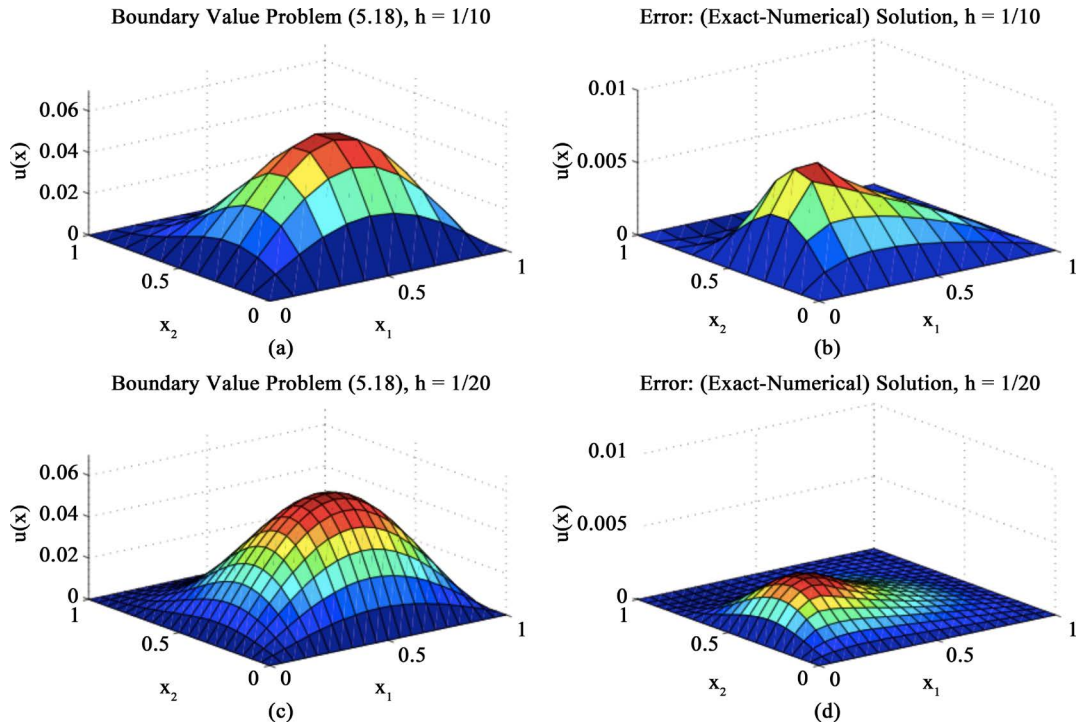 Boundary Value Problem (5.18), h = 1/10
0.06
0.04
0.02
0
u(x)
1
0.5
0
x₂
0
0.5
1
x₁
(a)
Error: (Exact-Numerical) Solution, h = 1/10
0.01
0.005
0
u(x)
1
0.5
0
x₂
0
0.5
1
x₁
(b)
Boundary Value Problem (5.18), h = 1/20
0.06
0.04
0.02
0
u(x)
1
0.5
0
x₂
0
0.5
1
x₁
(c)
Error: (Exact-Numerical) Solution, h = 1/20
0.01
0.005
0
u(x)
1
0.5
0
x₂
0
0.5
1
x₁
(d)